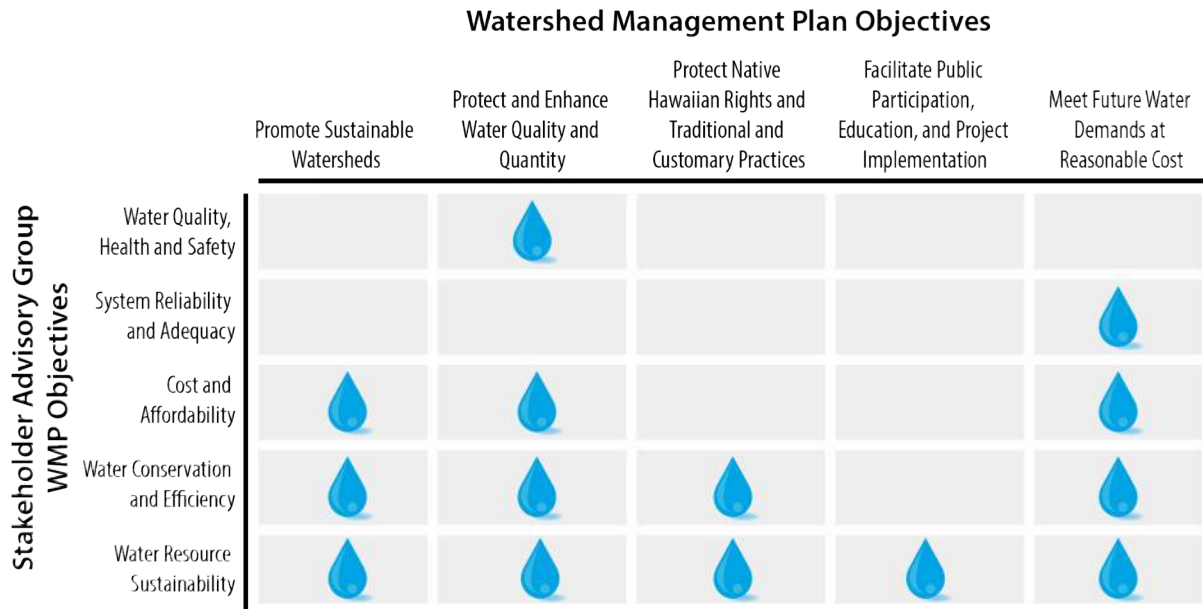 Watershed Management Plan Objectives
Promote Sustainable
Watersheds
Protect and Enhance
Water Quality and
Quantity
Protect Native
Hawaiian Rights and
Traditional and
Customary Practices
Facilitate Public
Participation,
Education, and Project
Implementation
Meet Future Water
Demands at
Reasonable Cost
Stakeholder Advisory Group
WMP Objectives
Water Quality,
Health and Safety
System Reliability
and Adequacy
Cost and
Affordability
Water Conservation
and Efficiency
Water Resource
Sustainability